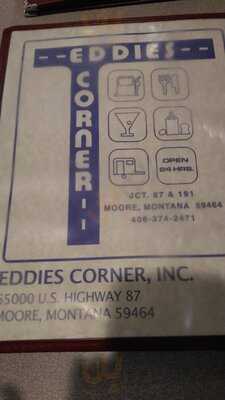 --EDDIES--
CORNER--
OPEN
24 HRS.
JCT. 87 & 191
MOORE, MONTANA 59464
406-374-2471
EDDIES CORNER, INC.
65000 U.S. HIGHWAY 87
MOORE, MONTANA 59464